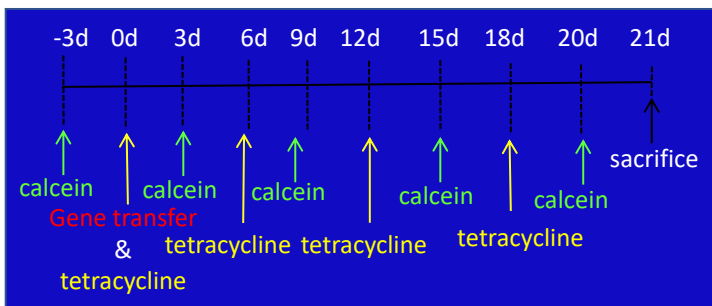 -3d 0d 3d 6d 9d 12d 15d 18d 20d 21d
sacrifice
calcein calcein calcein calcein calcein
Gene transfer
& tetracycline tetracycline tetracycline
tetracycline